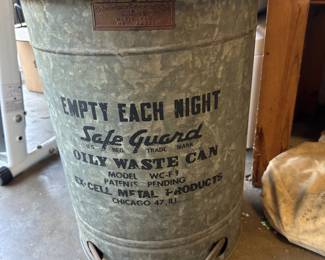 EMPTY EACH NIGHT
Safe Guard
U.S. REG. TRADE MARK
OILY WASTE CAN
MODEL WC-F1
PATENTS PENDING
EX-CELL METAL PRODUCTS
CHICAGO 47, ILL